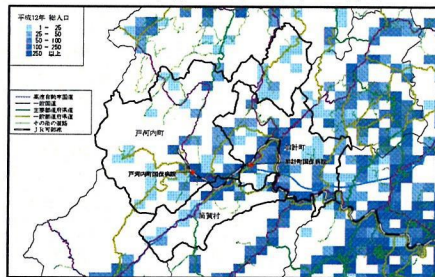 平成12年 総人口
1 - 25
25 - 50
50 - 100
100 - 250
250 以上
高速自動車国道
一般国道
主要都道府県道
一般都道府県道
その他の道路
JR可部線
戸河内町
加計町
加計町国保病院
戸河内町国保病院
筒賀村